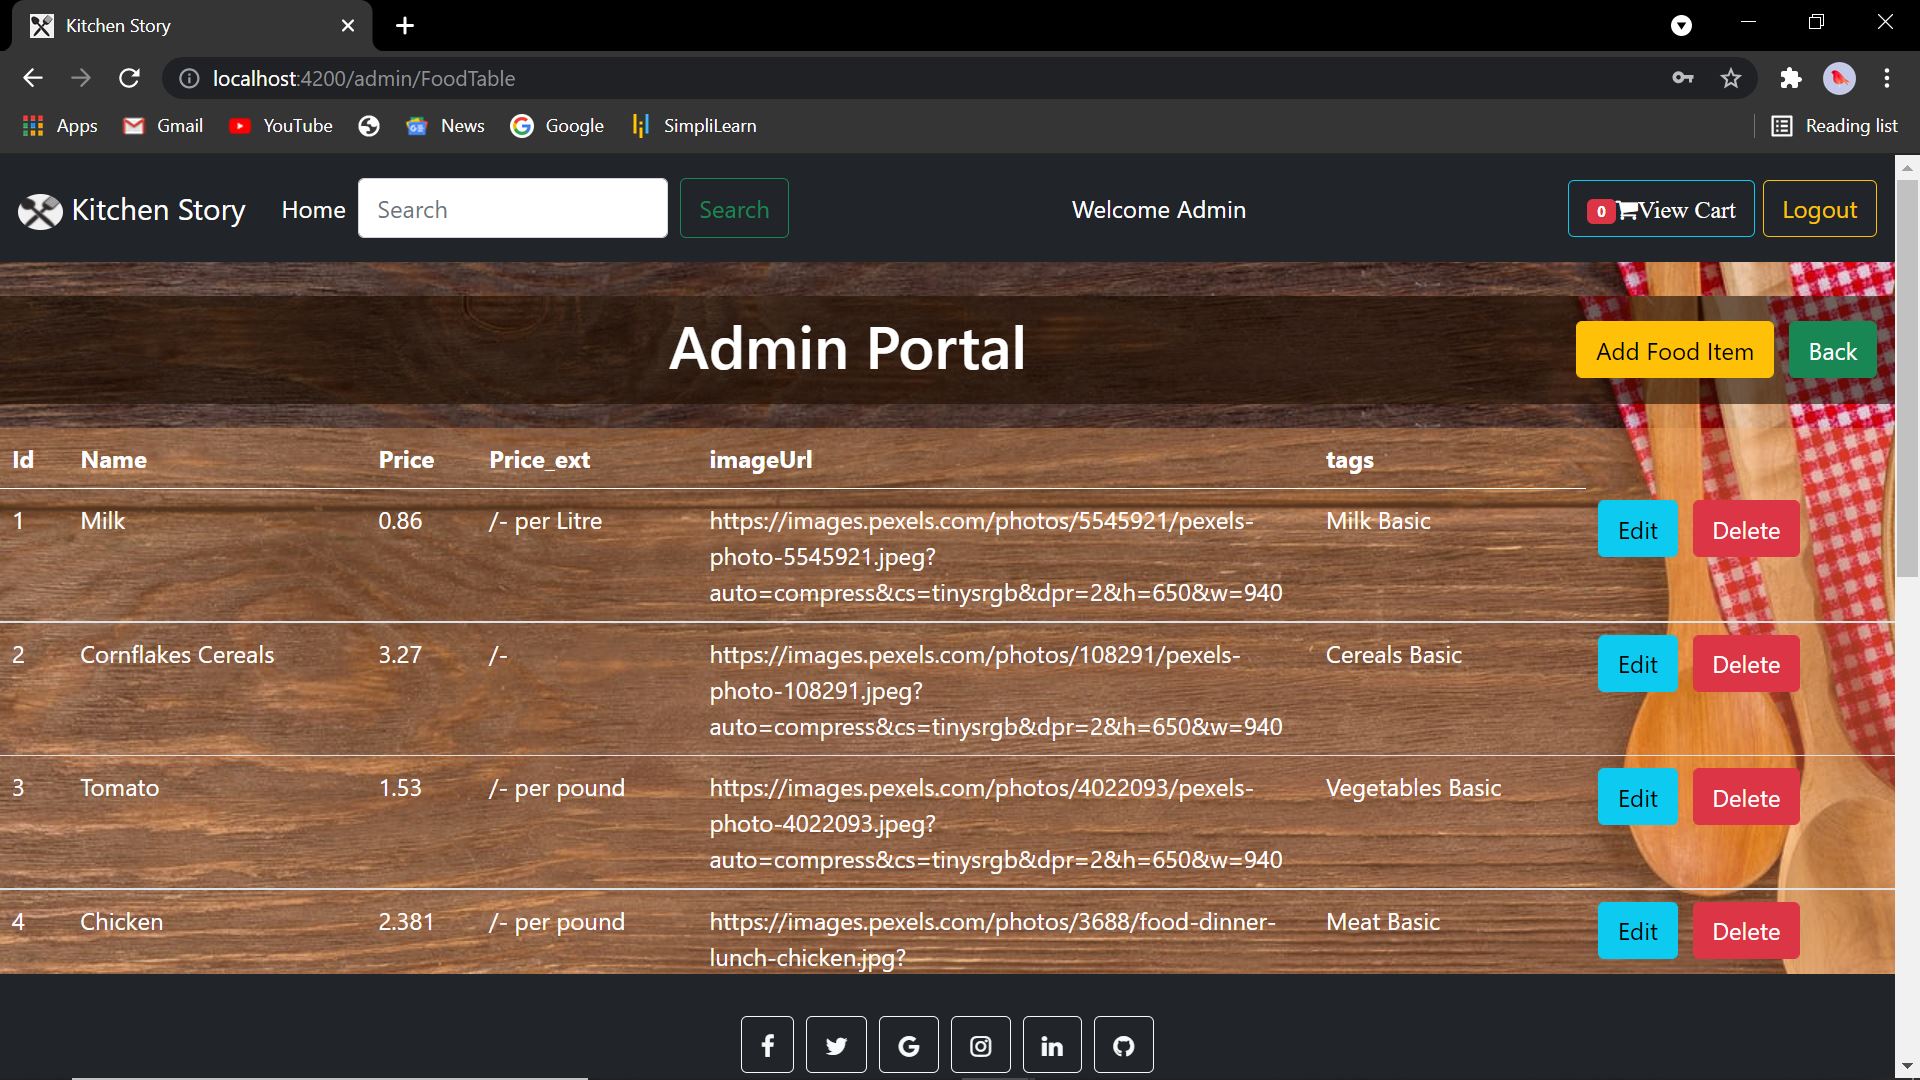 Kitchen Story
localhost:4200/admin/FoodTable
Apps Gmail YouTube News Google SimpliLearn Reading list
Kitchen Story Home Search Search Welcome Admin 0 View Cart Logout
Admin Portal Add Food Item Back
Id Name Price Price_ext imageUrl tags
1 Milk 0.86 /- per Litre https://images.pexels.com/photos/5545921/pexels- Milk Basic Edit Delete
photo-5545921.jpeg?
auto=compress&cs=tinysrgb&dpr=2&h=650&w=940
2 Cornflakes Cereals 3.27 /- https://images.pexels.com/photos/108291/pexels- Cereals Basic Edit Delete
photo-108291.jpeg?
auto=compress&cs=tinysrgb&dpr=2&h=650&w=940
3 Tomato 1.53 /- per pound https://images.pexels.com/photos/4022093/pexels- Vegetables Basic Edit Delete
photo-4022093.jpeg?
auto=compress&cs=tinysrgb&dpr=2&h=650&w=940
4 Chicken 2.381 /- per pound https://images.pexels.com/photos/3688/food-dinner- Meat Basic Edit Delete
lunch-chicken.jpg?